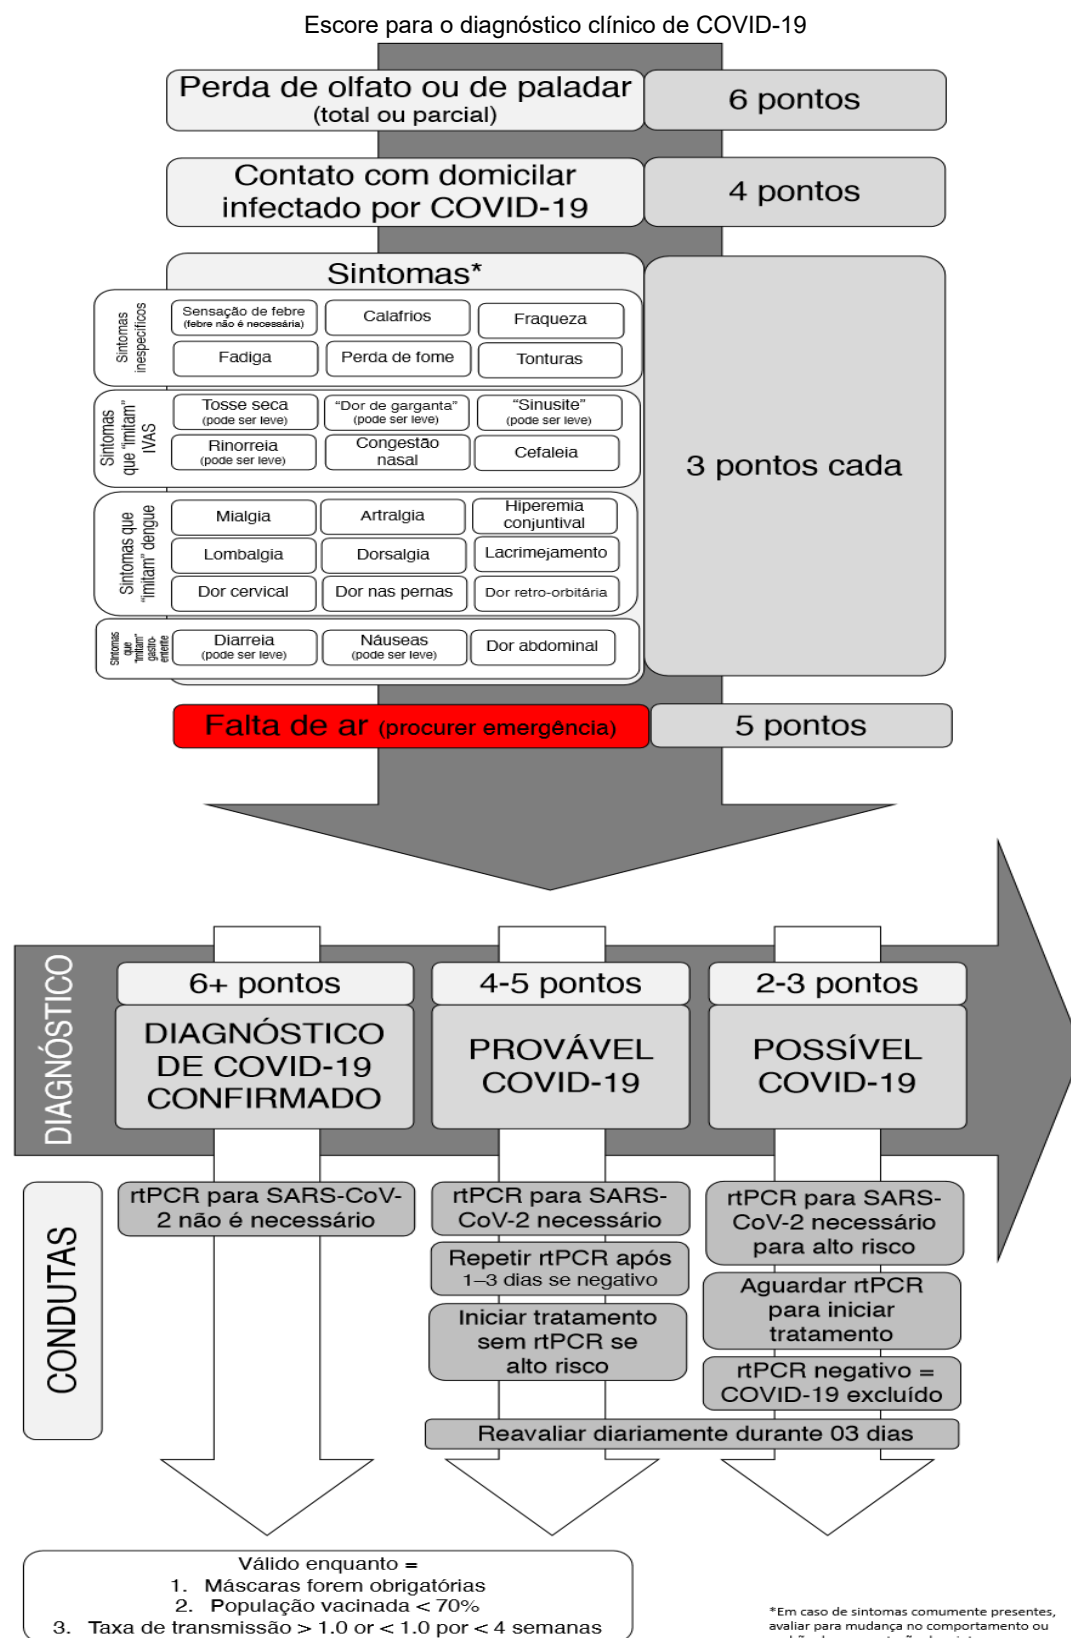 Escore para o diagnóstico clínico de COVID-19
Perda de olfato ou de paladar
(total ou parcial)
6 pontos
Contato com domicilar
infectado por COVID-19
4 pontos
Sintomas*
Sintomas
inespecíficos
Sensação de febre
(febre não é necessária)
Calafrios
Fraqueza
Fadiga
Perda de fome
Tonturas
Sintomas
que "imitam"
IVAS
Tosse seca
(pode ser leve)
"Dor de garganta"
(pode ser leve)
"Sinusite"
(pode ser leve)
Rinorreia
(pode ser leve)
Congestão
nasal
Cefaleia
Sintomas que
"imitam" dengue
Mialgia
Artralgia
Hiperemia
conjuntival
Lombalgia
Dorsalgia
Lacrimejamento
Dor cervical
Dor nas pernas
Dor retro-orbitária
Sintomas
que
"imitam"
gastro-
enterite
Diarreia
(pode ser leve)
Náuseas
(pode ser leve)
Dor abdominal
3 pontos cada
Falta de ar (procurer emergência)
5 pontos
DIAGNÓSTICO
6+ pontos
DIAGNÓSTICO
DE COVID-19
CONFIRMADO
4-5 pontos
PROVÁVEL
COVID-19
2-3 pontos
POSSÍVEL
COVID-19
CONDUTAS
rtPCR para SARS-CoV-
2 não é necessário
rtPCR para SARS-
CoV-2 necessário
Repetir rtPCR após
1–3 dias se negativo
Iniciar tratamento
sem rtPCR se
alto risco
rtPCR para SARS-
CoV-2 necessário
para alto risco
Aguardar rtPCR
para iniciar
tratamento
rtPCR negativo =
COVID-19 excluído
Reavaliar diariamente durante 03 dias
Válido enquanto =
1. Máscaras forem obrigatórias
2. População vacinada < 70%
3. Taxa de transmissão > 1.0 or < 1.0 por < 4 semanas
*Em caso de sintomas comumente presentes,
avaliar para mudança no comportamento ou